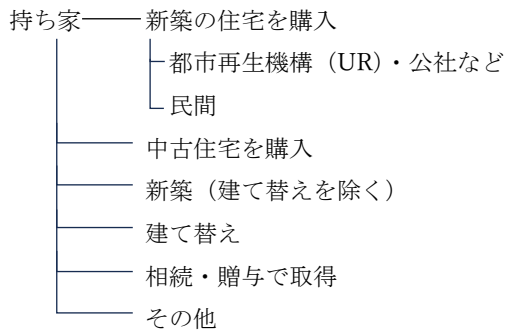 持ち家 新築の住宅を購入
都市再生機構（UR）・公社など
民間
中古住宅を購入
新築（建て替えを除く）
建て替え
相続・贈与で取得
その他